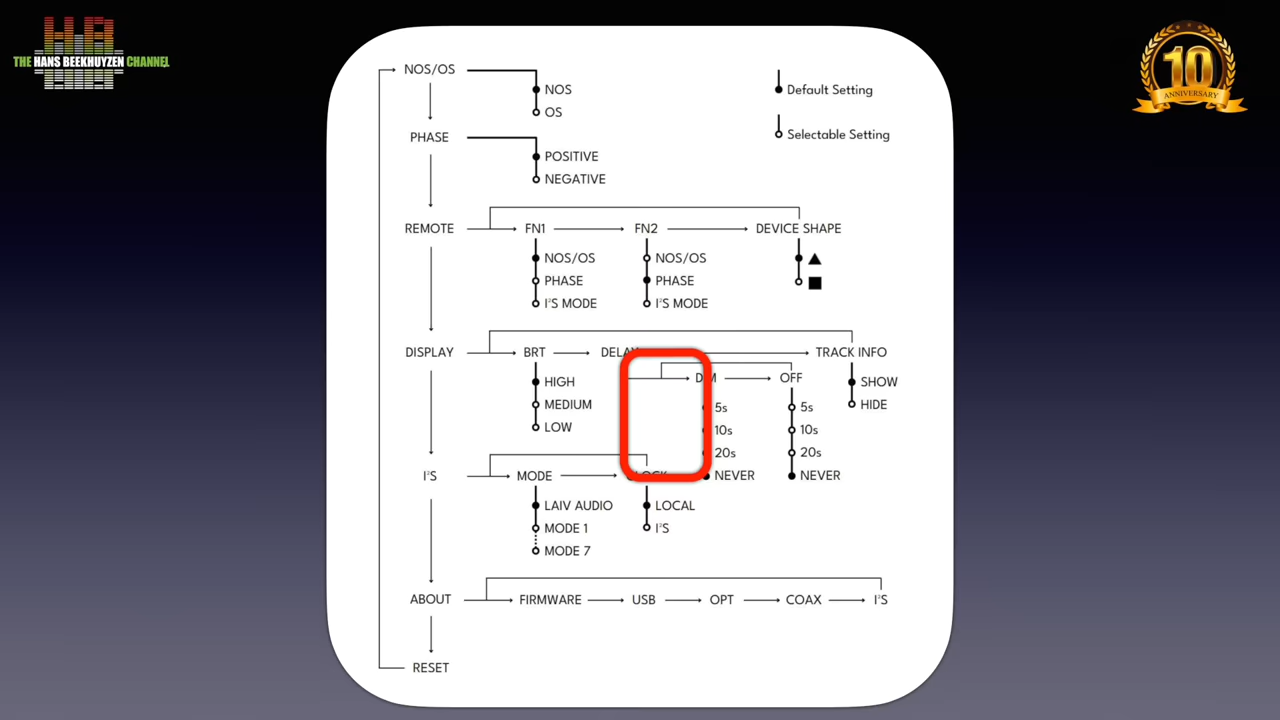 THE HANS BEEKHUYZEN CHANNEL
10
ANNIVERSARY
NOS/OS
NOS
OS
Default Setting
Selectable Setting
PHASE
POSITIVE
NEGATIVE
REMOTE FN1 FN2 DEVICE SHAPE
NOS/OS NOS/OS
PHASE PHASE
I²S MODE I²S MODE
DISPLAY BRT DELAY TRACK INFO
DIM OFF
HIGH SHOW
MEDIUM HIDE
LOW
5s 5s
10s 10s
20s 20s
NEVER NEVER
I²S MODE CLOCK
LAIV AUDIO LOCAL
MODE 1 I²S
MODE 7
ABOUT FIRMWARE USB OPT COAX I²S
RESET